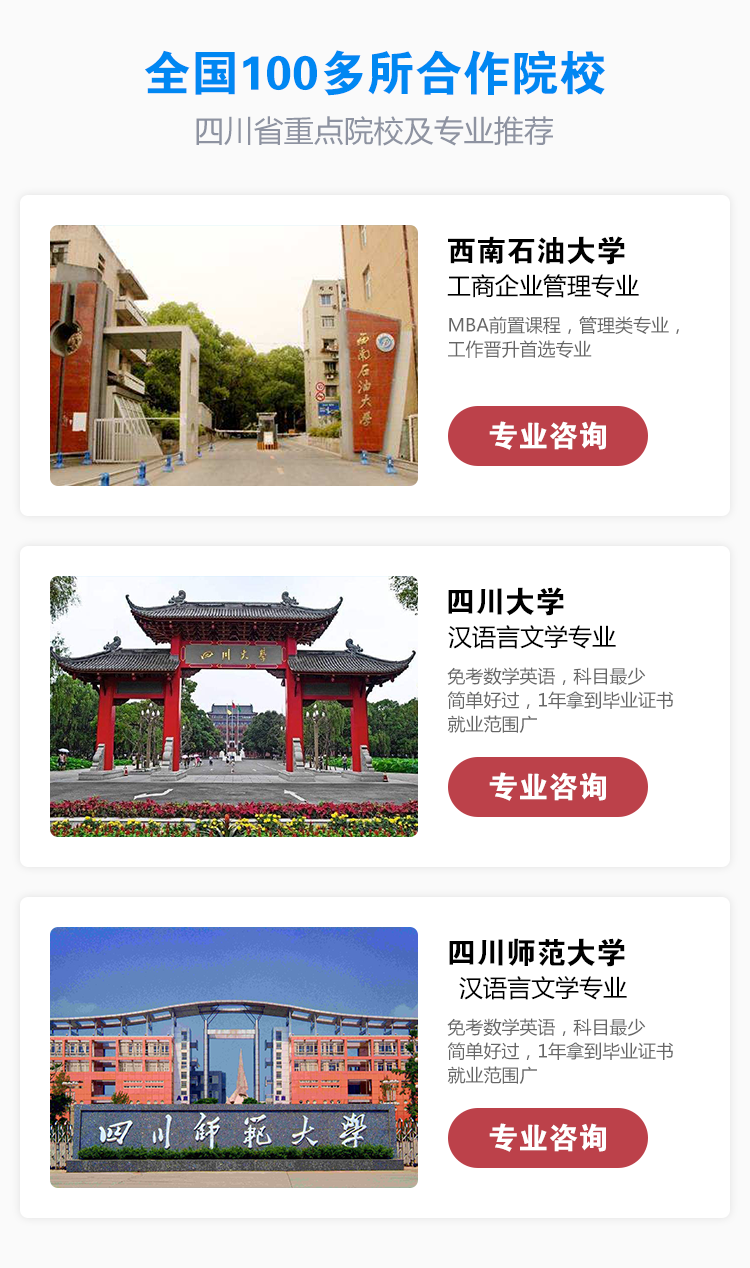 全国100多所合作院校
四川省重点院校及专业推荐
西南石油大学
西南石油大学
工商企业管理专业
MBA前置课程，管理类专业，
工作晋升首选专业
专业咨询
四川大學
四川大学
汉语言文学专业
免考数学英语，科目最少
简单好过，1年拿到毕业证书
就业范围广
专业咨询
四川師範大學
四川师范大学
汉语言文学专业
免考数学英语，科目最少
简单好过，1年拿到毕业证书
就业范围广
专业咨询